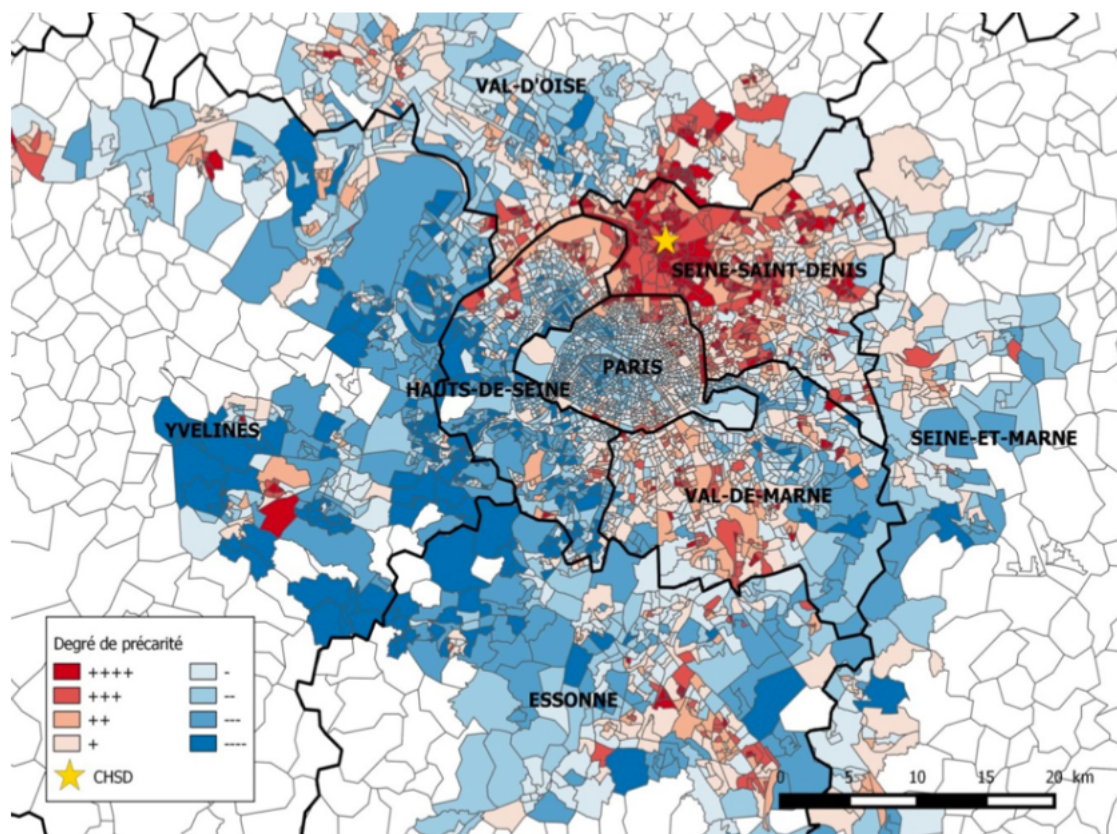 VAL-D'OISE
SEINE-SAINT-DENIS
PARIS
HAUTS-DE-SEINE
YVELINES
SEINE-ET-MARNE
VAL-DE-MARNE
ESSONNE
Degré de précarité
++++ -
+++ --
++ ---
+ ----
CHSD
0 5 10 15 20 km